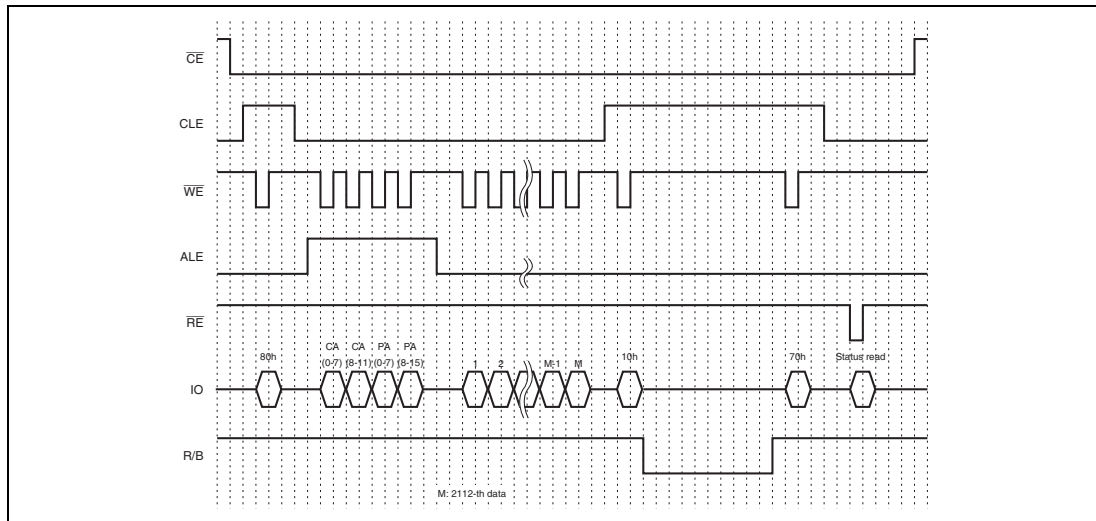 CE
CLE
WE
ALE
RE
CA CA PA PA
80h (0-7) (8-11) (0-7) (8-15) 1 2 M-1 M 10h 70h Status read
IO
R/B
M: 2112-th data